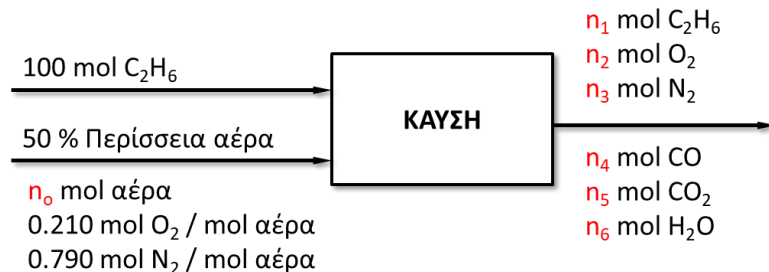 100 mol C₂H₆
50 % Περίσσεια αέρα
n₀ mol αέρα
0.210 mol O₂ / mol αέρα
0.790 mol N₂ / mol αέρα
ΚΑΥΣΗ
n₁ mol C₂H₆
n₂ mol O₂
n₃ mol N₂
n₄ mol CO
n₅ mol CO₂
n₆ mol H₂O